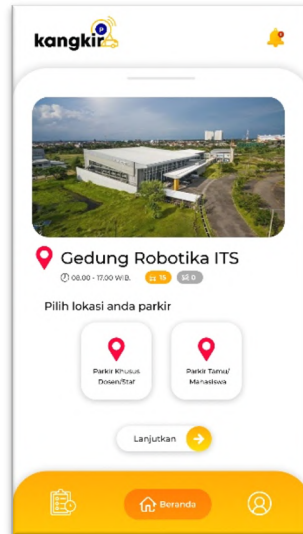 kangkir
P
Gedung Robotika ITS
08.00 - 17.00 WIB. 15 0
Pilih lokasi anda parkir
Parkir Khusus
Dosen/Staf
Parkir Tamu/
Mahasiswa
Lanjutkan
Beranda